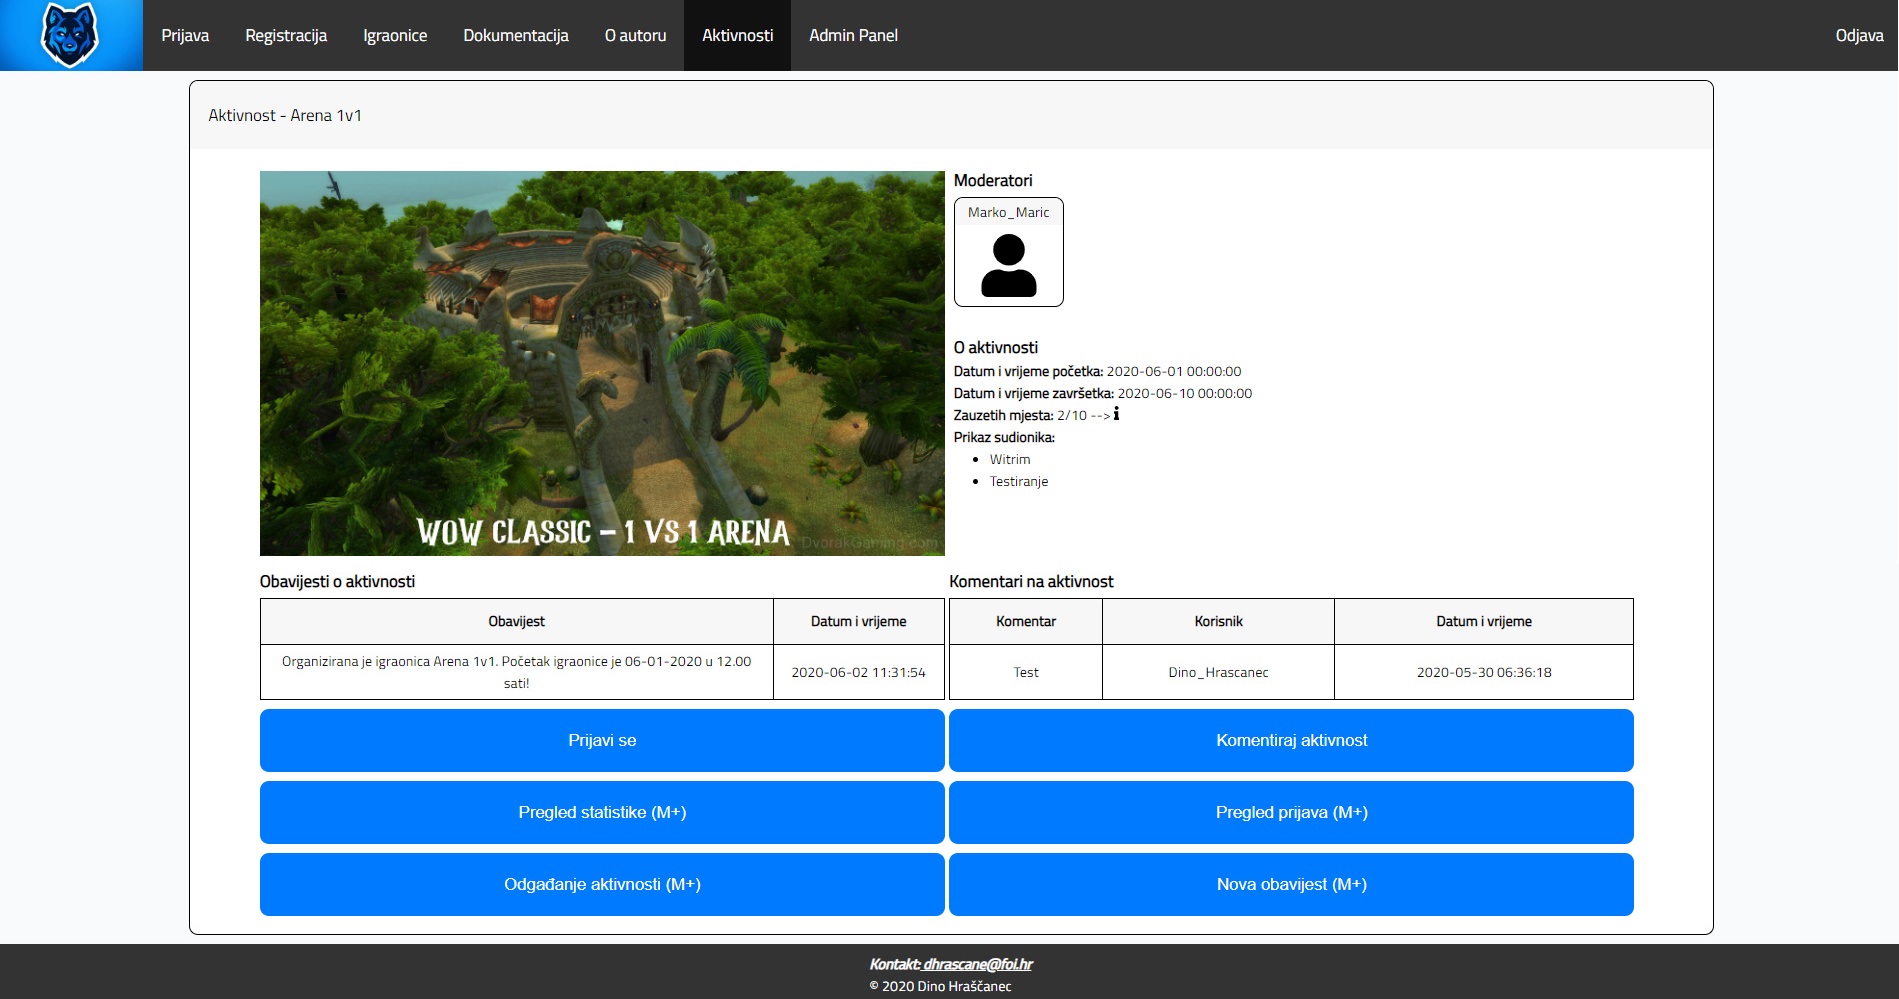 Prijava Registracija Igraonice Dokumentacija O autoru Aktivnosti Admin Panel Odjava
Aktivnost - Arena 1v1
WOW CLASSIC – 1 VS 1 ARENA
DvorakGaming.com
Moderatori
Marko_Maric
O aktivnosti
Datum i vrijeme početka: 2020-06-01 00:00:00
Datum i vrijeme završetka: 2020-06-10 00:00:00
Zauzetih mjesta: 2/10 --> i
Prikaz sudionika:
• Witrim
• Testiranje
Obavijesti o aktivnosti
Obavijest Datum i vrijeme
Organizirana je igraonica Arena 1v1. Početak igraonice je 06-01-2020 u 12.00
sati!
2020-06-02 11:31:54
Komentari na aktivnost
Komentar Korisnik Datum i vrijeme
Test Dino_Hrascanec 2020-05-30 06:36:18
Prijavi se
Komentiraj aktivnost
Pregled statistike (M+)
Pregled prijava (M+)
Odgađanje aktivnosti (M+)
Nova obavijest (M+)
Kontakt: dhrascane@foi.hr
© 2020 Dino Hraščanec